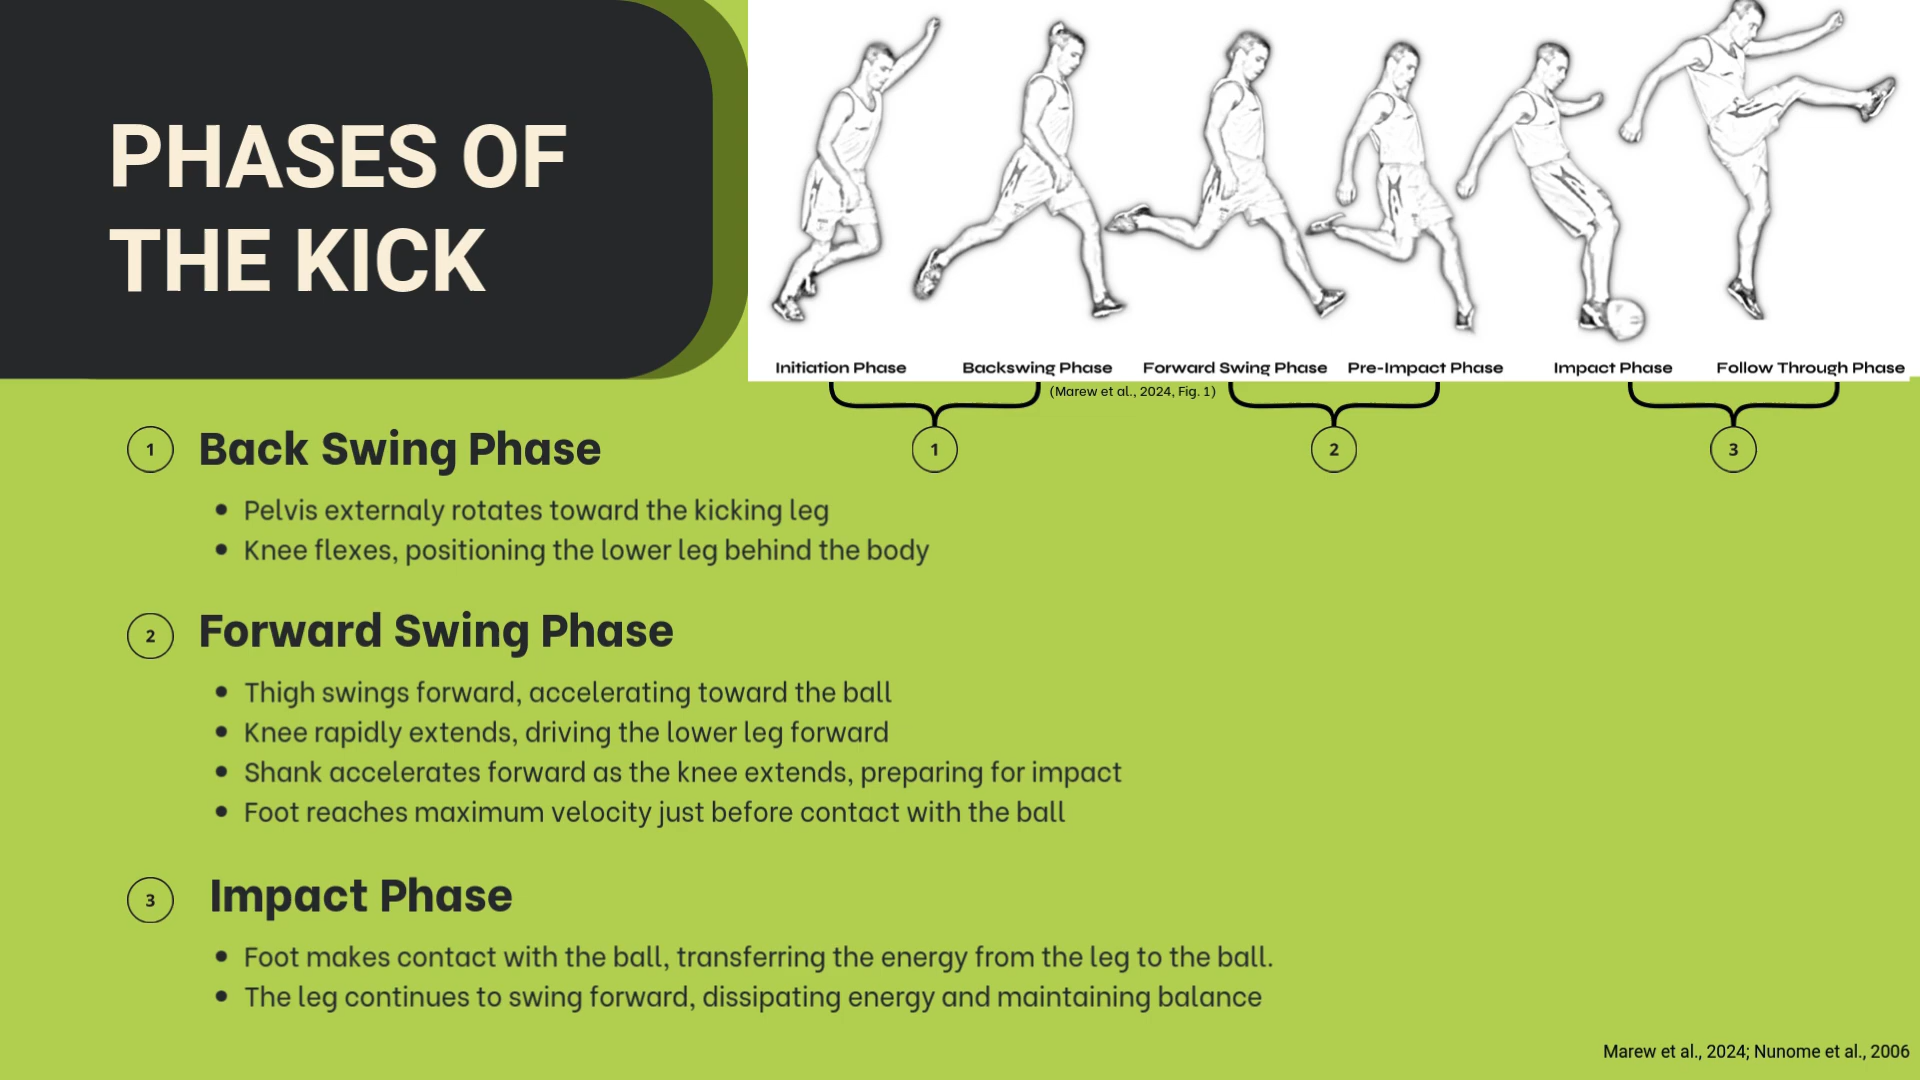 PHASES OF
THE KICK
Initiation Phase
Backswing Phase
Forward Swing Phase
Pre-Impact Phase
Impact Phase
Follow Through Phase
(Marew et al., 2024, Fig. 1)
1
2
3
1 Back Swing Phase
• Pelvis externaly rotates toward the kicking leg
• Knee flexes, positioning the lower leg behind the body
2 Forward Swing Phase
• Thigh swings forward, accelerating toward the ball
• Knee rapidly extends, driving the lower leg forward
• Shank accelerates forward as the knee extends, preparing for impact
• Foot reaches maximum velocity just before contact with the ball
3 Impact Phase
• Foot makes contact with the ball, transferring the energy from the leg to the ball.
• The leg continues to swing forward, dissipating energy and maintaining balance
Marew et al., 2024; Nunome et al., 2006